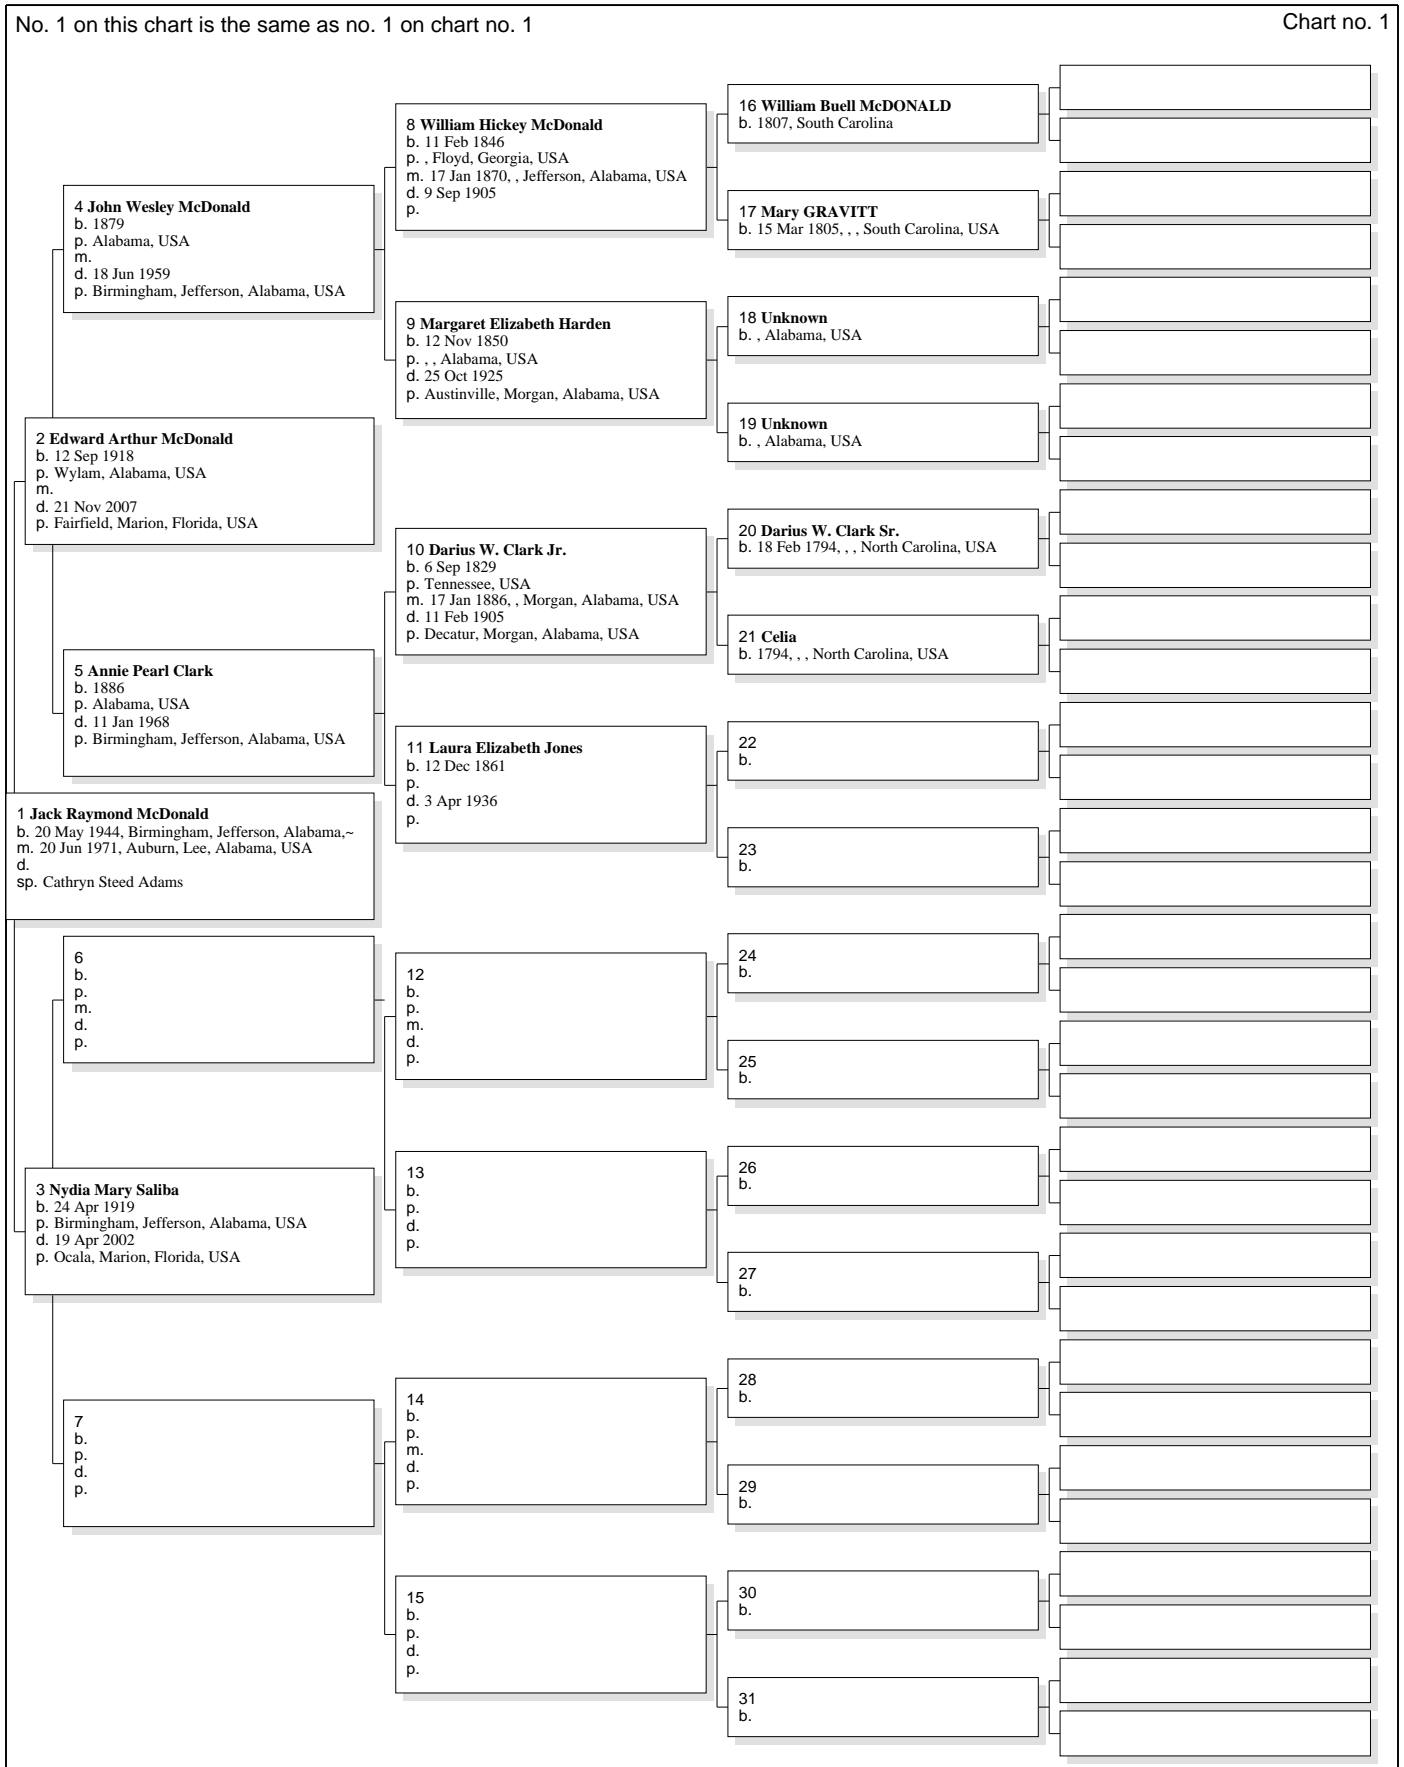 No. 1 on this chart is the same as no. 1 on chart no. 1
Chart no. 1
16 William Buell McDONALD
b. 1807, South Carolina
8 William Hickey McDonald
b. 11 Feb 1846
p. , Floyd, Georgia, USA
m. 17 Jan 1870, , Jefferson, Alabama, USA
d. 9 Sep 1905
p.
4 John Wesley McDonald
b. 1879
p. Alabama, USA
m.
d. 18 Jun 1959
p. Birmingham, Jefferson, Alabama, USA
17 Mary GRAVITT
b. 15 Mar 1805, , , South Carolina, USA
18 Unknown
b. , Alabama, USA
9 Margaret Elizabeth Harden
b. 12 Nov 1850
p. , , Alabama, USA
d. 25 Oct 1925
p. Austinville, Morgan, Alabama, USA
19 Unknown
b. , Alabama, USA
2 Edward Arthur McDonald
b. 12 Sep 1918
p. Wylam, Alabama, USA
m.
d. 21 Nov 2007
p. Fairfield, Marion, Florida, USA
20 Darius W. Clark Sr.
b. 18 Feb 1794, , , North Carolina, USA
10 Darius W. Clark Jr.
b. 6 Sep 1829
p. Tennessee, USA
m. 17 Jan 1886, , Morgan, Alabama, USA
d. 11 Feb 1905
p. Decatur, Morgan, Alabama, USA
21 Celia
b. 1794, , , North Carolina, USA
5 Annie Pearl Clark
b. 1886
p. Alabama, USA
d. 11 Jan 1968
p. Birmingham, Jefferson, Alabama, USA
22
b.
11 Laura Elizabeth Jones
b. 12 Dec 1861
p.
d. 3 Apr 1936
p.
23
b.
1 Jack Raymond McDonald
b. 20 May 1944, Birmingham, Jefferson, Alabama,~
m. 20 Jun 1971, Auburn, Lee, Alabama, USA
d.
sp. Cathryn Steed Adams
24
b.
6
b.
p.
m.
d.
p.
12
b.
p.
m.
d.
p.
25
b.
26
b.
13
b.
p.
d.
p.
3 Nydia Mary Saliba
b. 24 Apr 1919
p. Birmingham, Jefferson, Alabama, USA
d. 19 Apr 2002
p. Ocala, Marion, Florida, USA
27
b.
28
b.
14
b.
p.
m.
d.
p.
7
b.
p.
d.
p.
29
b.
30
b.
15
b.
p.
d.
p.
31
b.